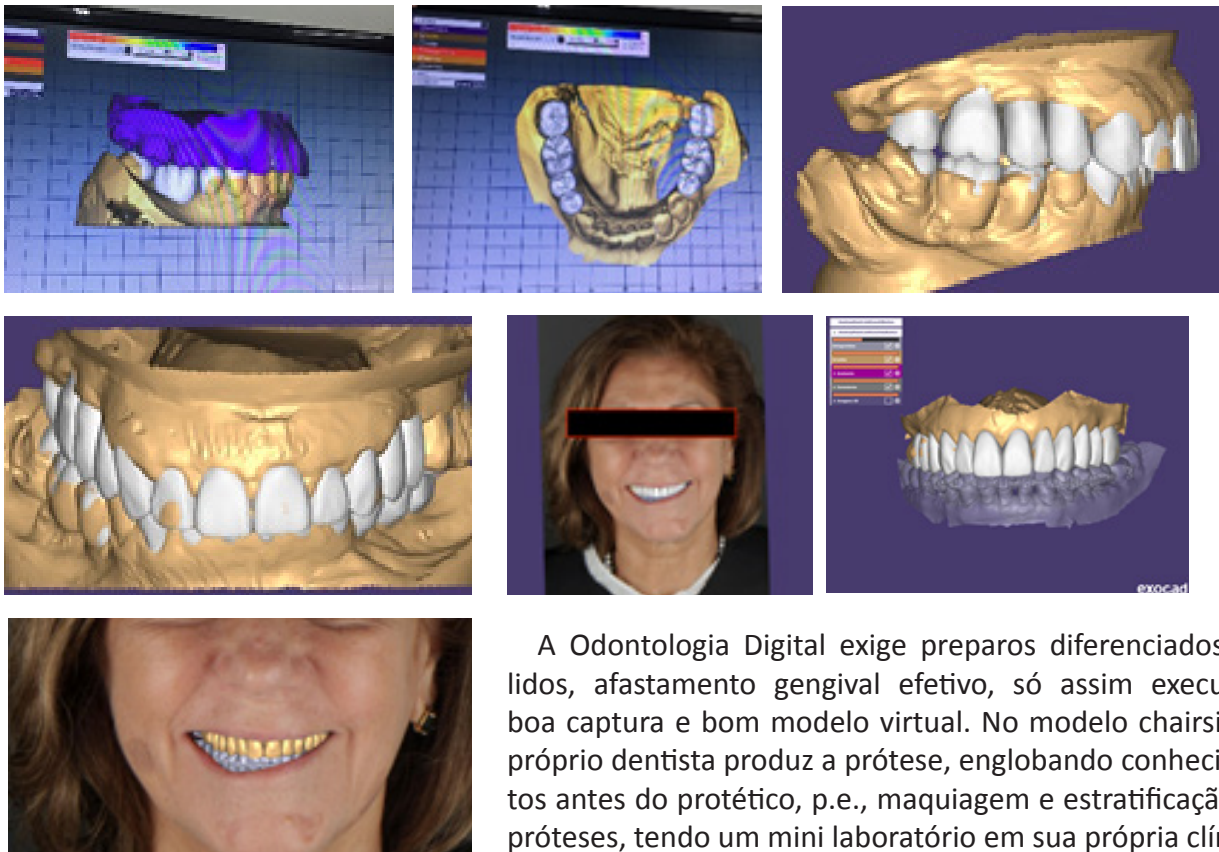 exocad
A Odontologia Digital exige preparos diferenciados
lidos, afastamento gengival efetivo, só assim execu
boa captura e bom modelo virtual. No modelo chairsi
próprio dentista produz a prótese, englobando conheci
tos antes do protético, p.e., maquiagem e estratificaçã
próteses, tendo um mini laboratório em sua própria clín